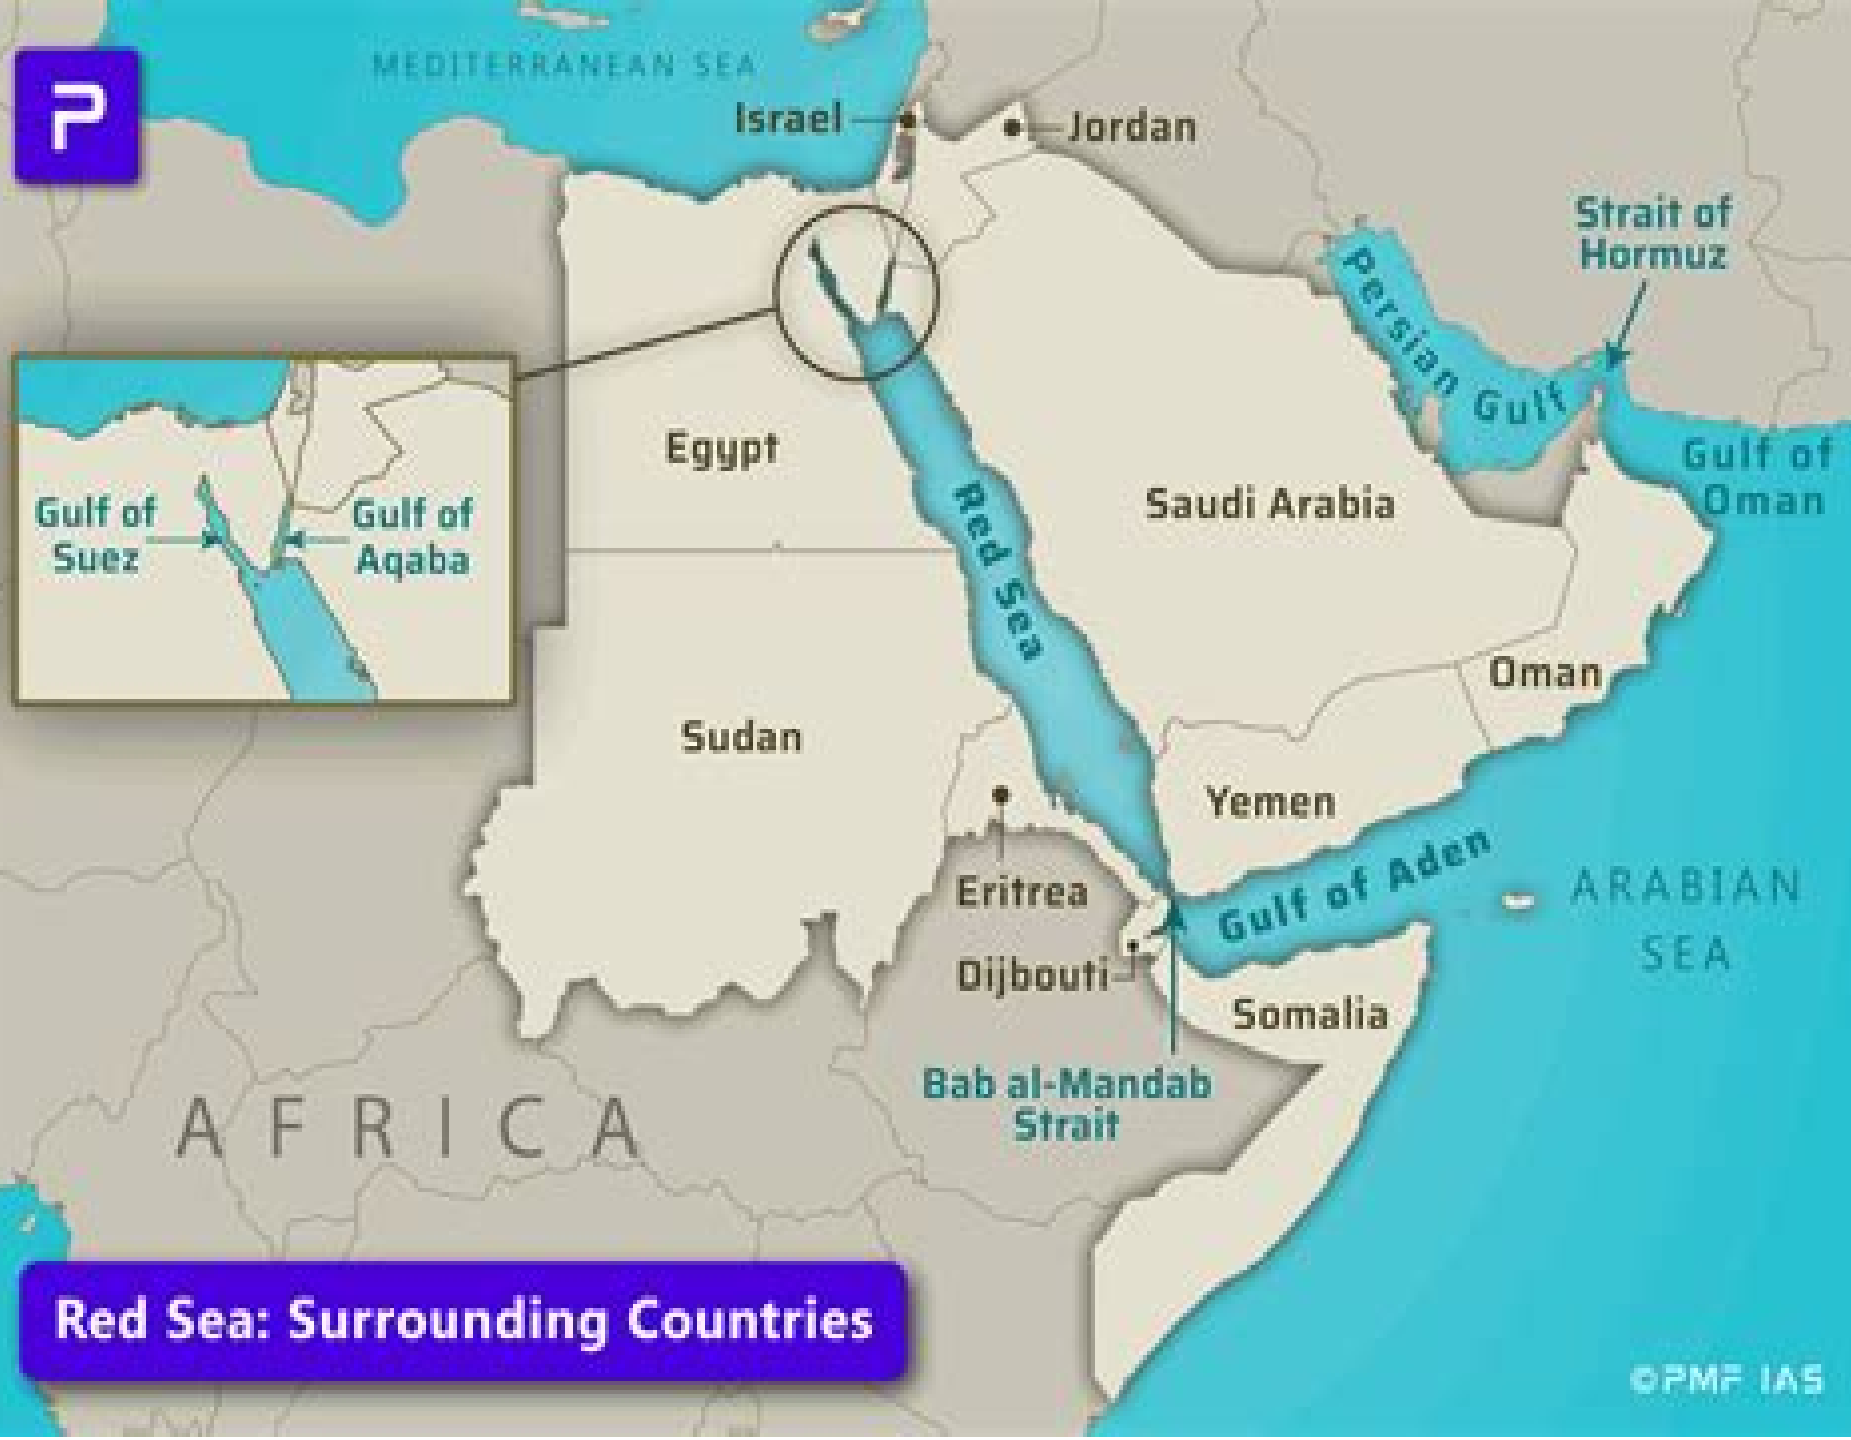 MEDITERRANEAN SEA
P
Israel
Jordan
Strait of
Hormuz
Persian Gulf
Gulf of
Oman
Egypt
Red Sea
Saudi Arabia
Gulf of
Suez
Gulf of
Aqaba
Oman
Sudan
Yemen
Gulf of Aden
ARABIAN
SEA
Eritrea
Dijbouti
Somalia
Bab al-Mandab
Strait
AFRICA
Red Sea: Surrounding Countries
©PMF IAS